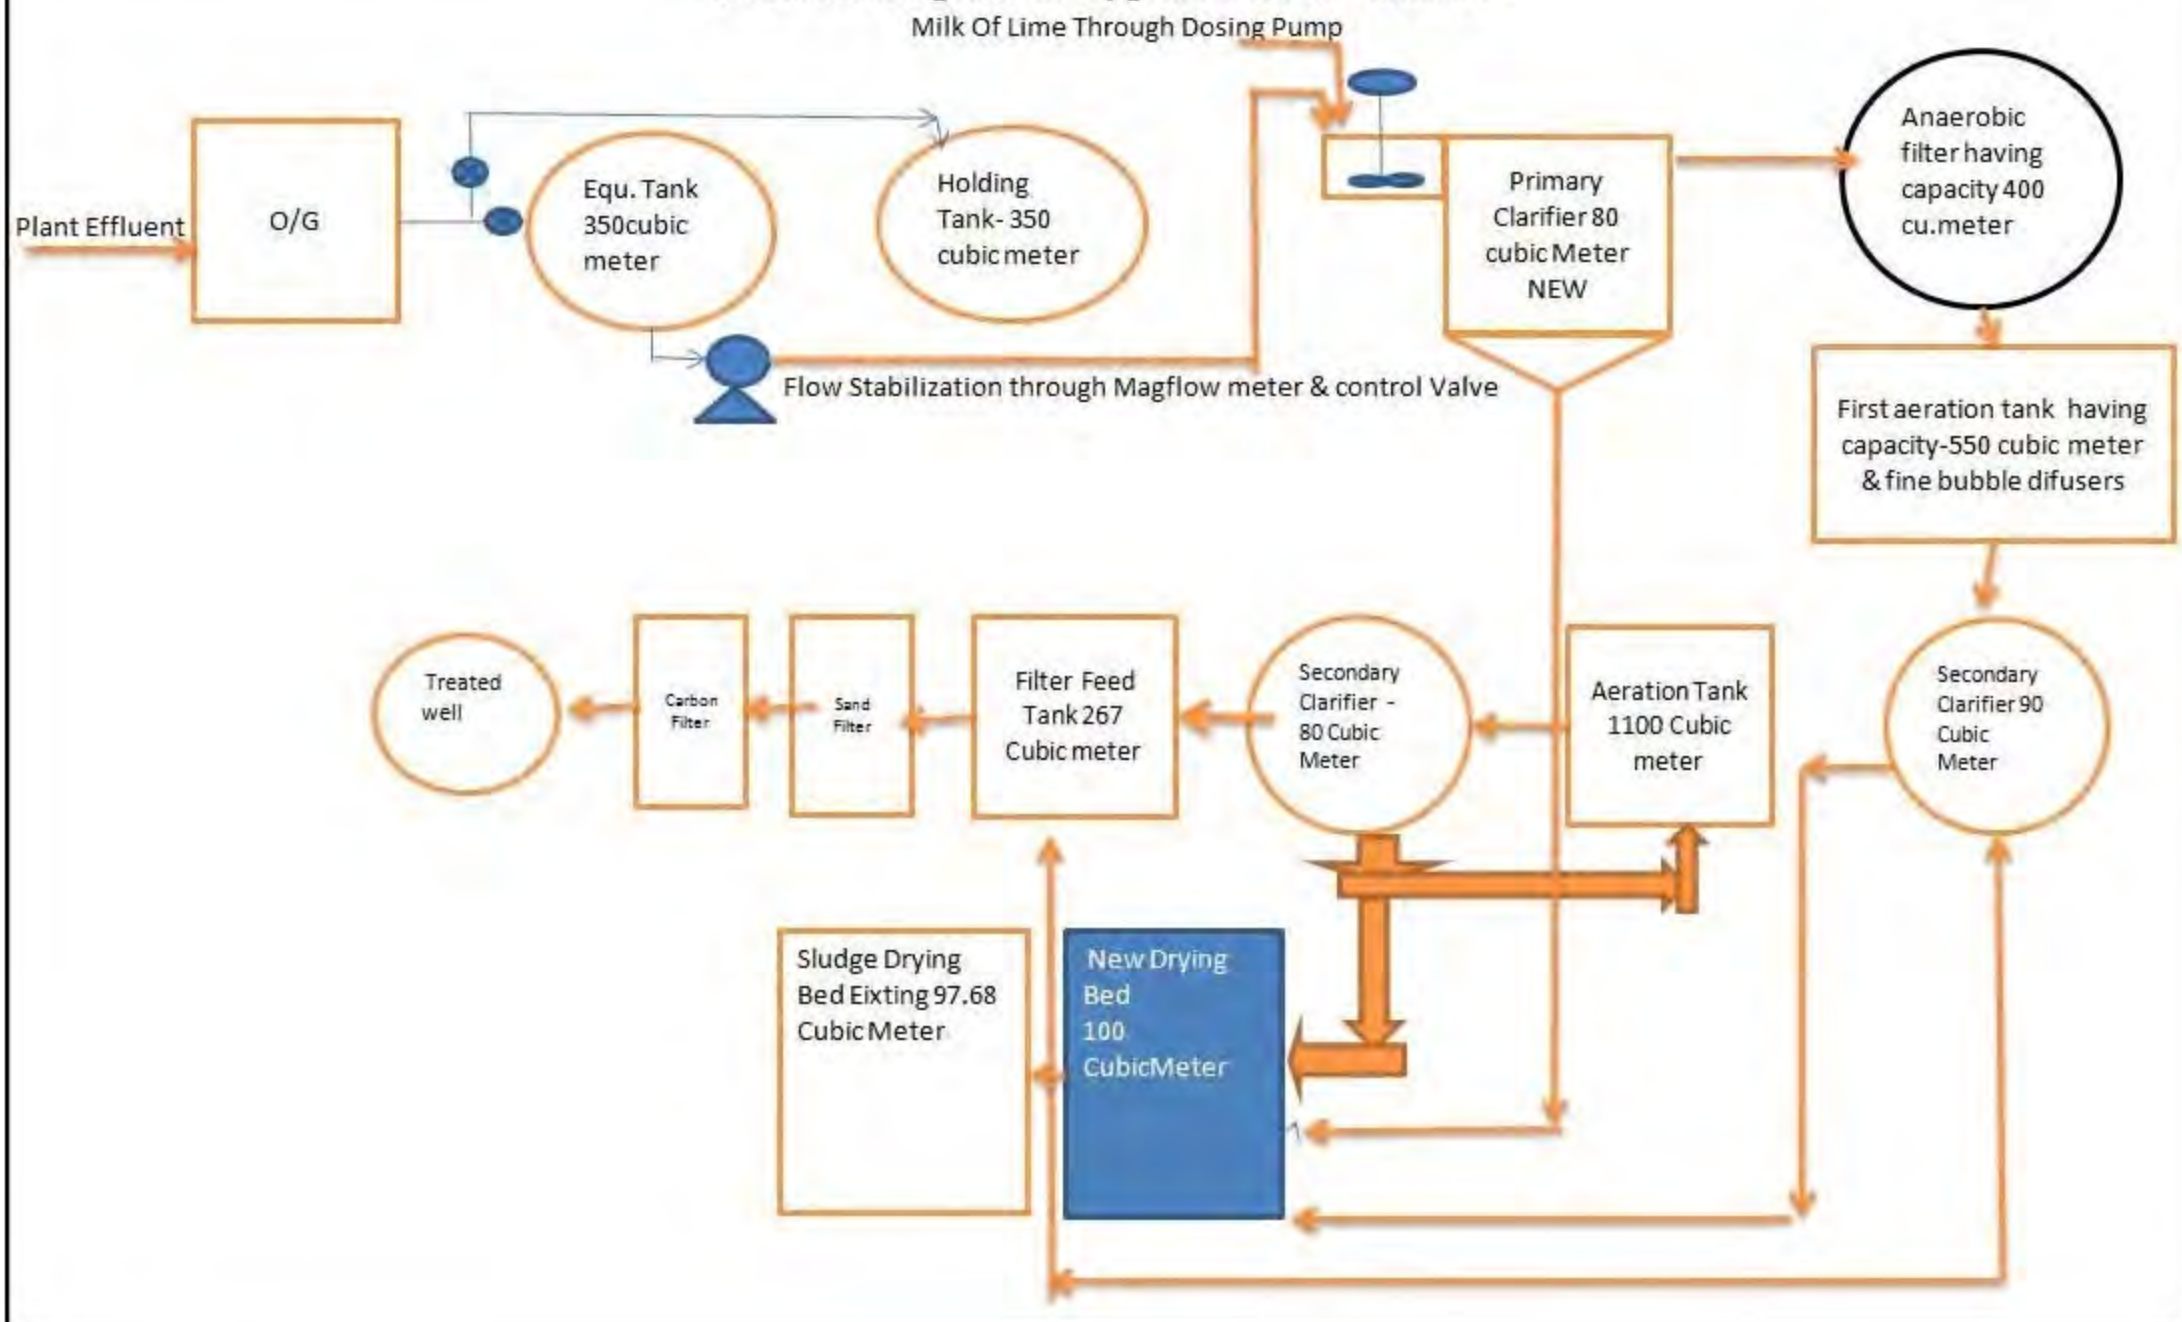 Milk Of Lime Through Dosing Pump
Plant Effluent
O/G
Equ. Tank
350cubic
meter
Holding
Tank- 350
cubic meter
Primary
Clarifier 80
cubic Meter
NEW
Anaerobic
filter having
capacity 400
cu.meter
Flow Stabilization through Magflow meter & control Valve
First aeration tank having
capacity-550 cubic meter
& fine bubble difusers
Treated
well
Carbon
Filter
Sand
Filter
Filter Feed
Tank 267
Cubic meter
Secondary
Clarifier -
80 Cubic
Meter
Aeration Tank
1100 Cubic
meter
Secondary
Clarifier 90
Cubic
Meter
Sludge Drying
Bed Eixting 97.68
Cubic Meter
New Drying
Bed
100
CubicMeter